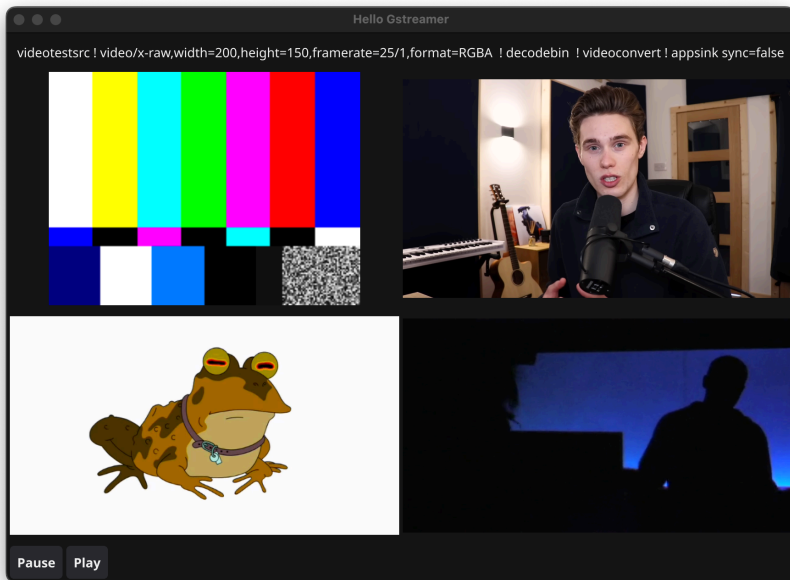 Hello Gstreamer
videotestsrc ! video/x-raw,width=200,height=150,framerate=25/1,format=RGBA  ! decodebin  ! videoconvert ! appsink sync=false
Pause Play